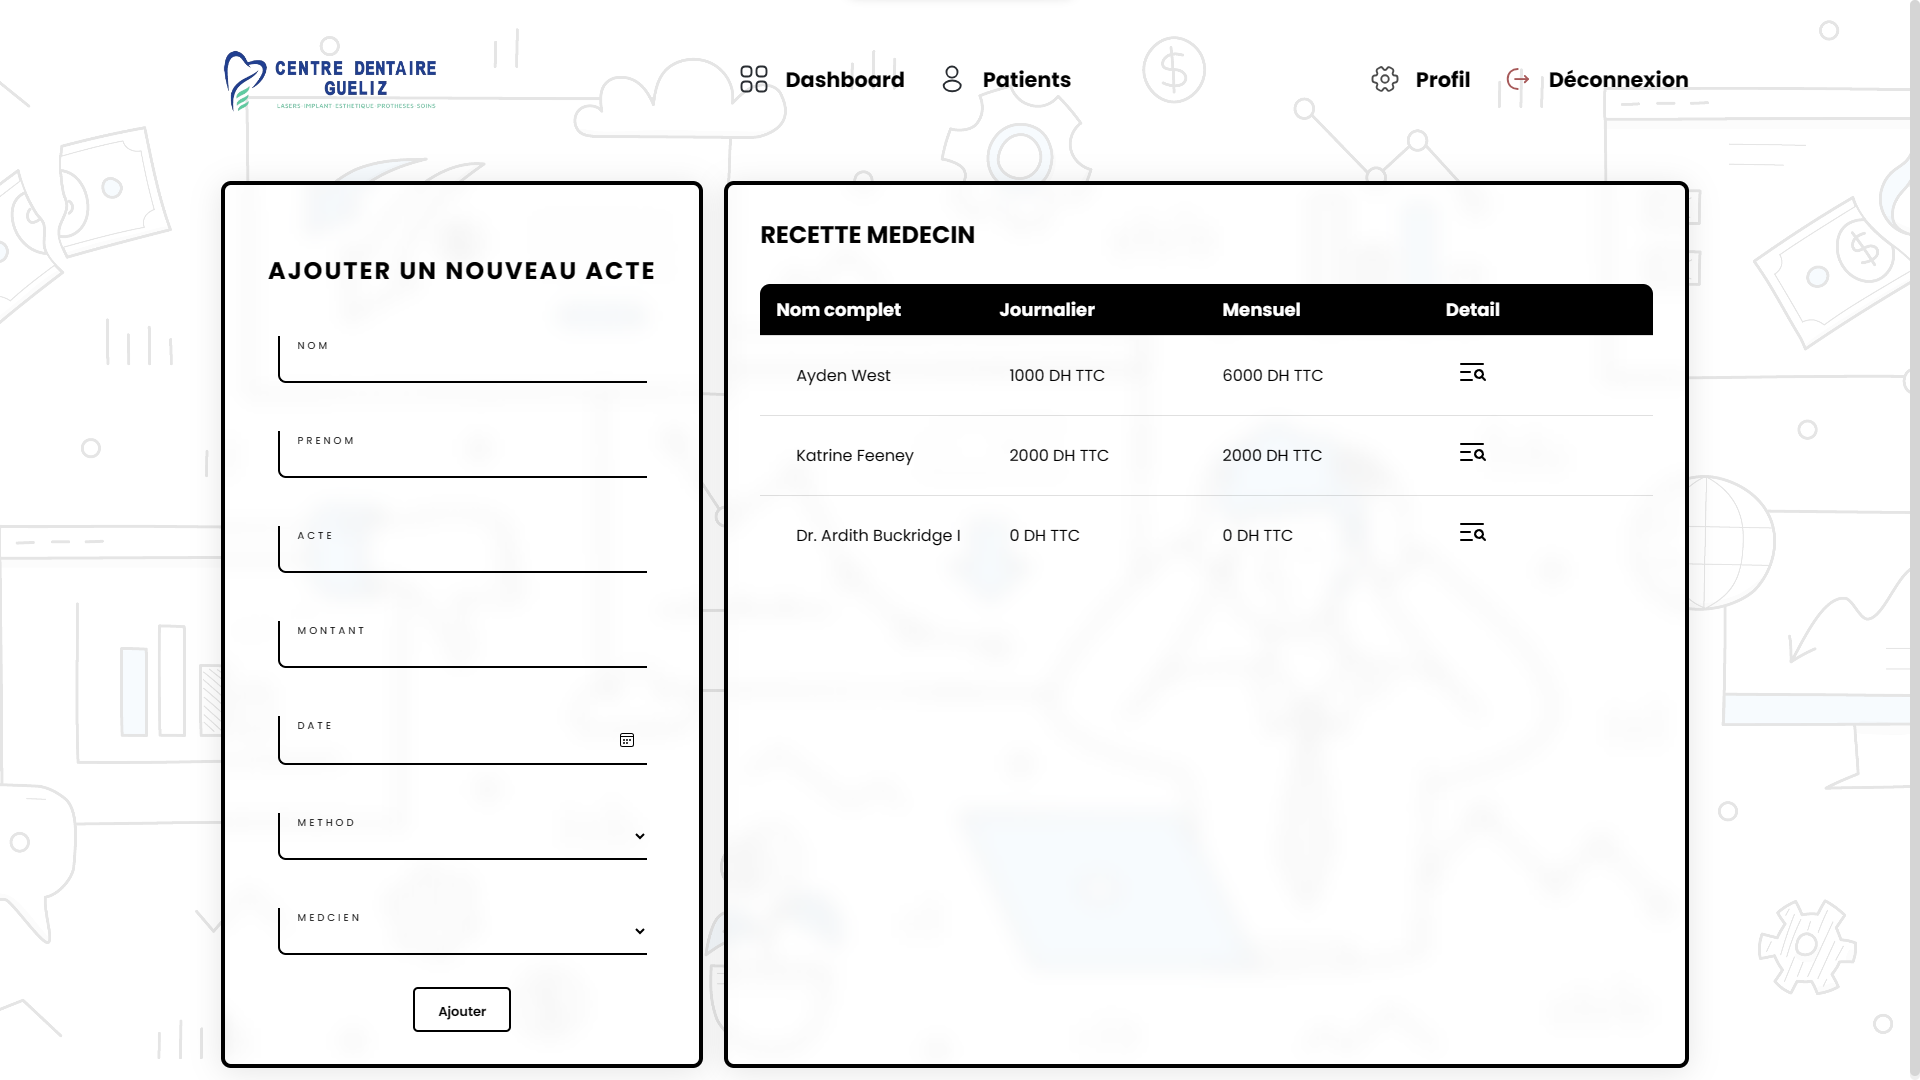 CENTRE DENTAIRE
GUELIZ
LASERS IMPLANT ESTHETIQUE PROTHESES SOINS
Dashboard
Patients
Profil
Déconnexion
AJOUTER UN NOUVEAU ACTE
NOM
PRENOM
ACTE
MONTANT
DATE
METHOD
MEDCIEN
Ajouter
RECETTE MEDECIN
Nom complet Journalier Mensuel Detail
Ayden West 1000 DH TTC 6000 DH TTC
Katrine Feeney 2000 DH TTC 2000 DH TTC
Dr. Ardith Buckridge I 0 DH TTC 0 DH TTC